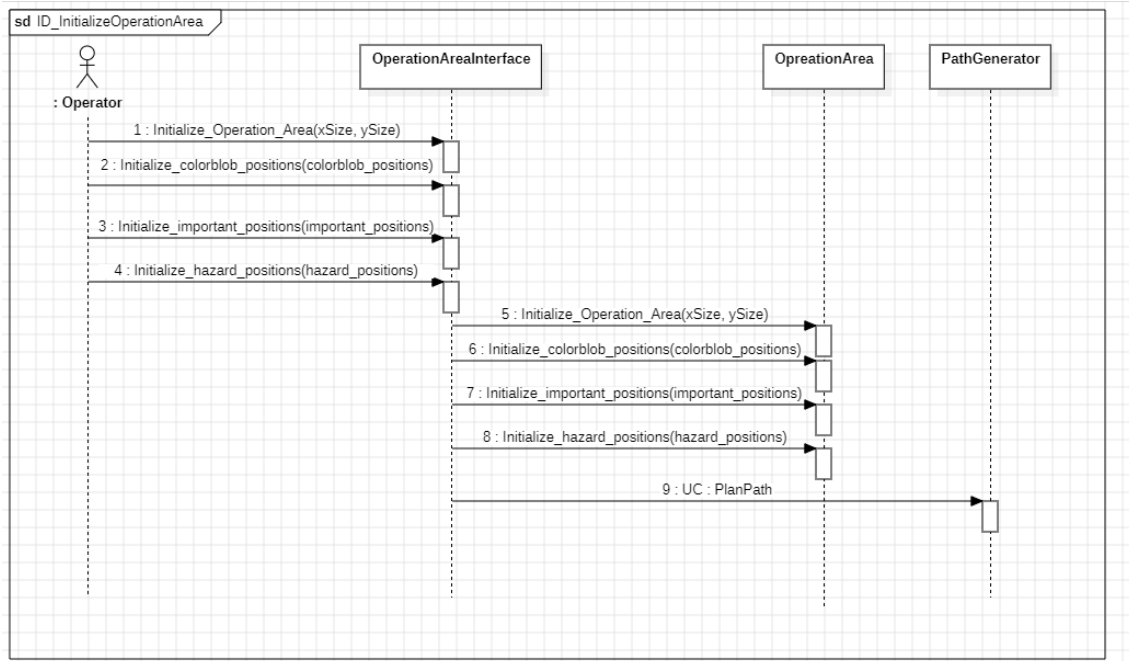 sd ID_InitializeOperationArea
: Operator
OperationAreaInterface
OpreationArea
PathGenerator
1 : Initialize_Operation_Area(xSize, ySize)
2 : Initialize_colorblob_positions(colorblob_positions)
3 : Initialize_important_positions(important_positions)
4 : Initialize_hazard_positions(hazard_positions)
5 : Initialize_Operation_Area(xSize, ySize)
6 : Initialize_colorblob_positions(colorblob_positions)
7 : Initialize_important_positions(important_positions)
8 : Initialize_hazard_positions(hazard_positions)
9 : UC : PlanPath